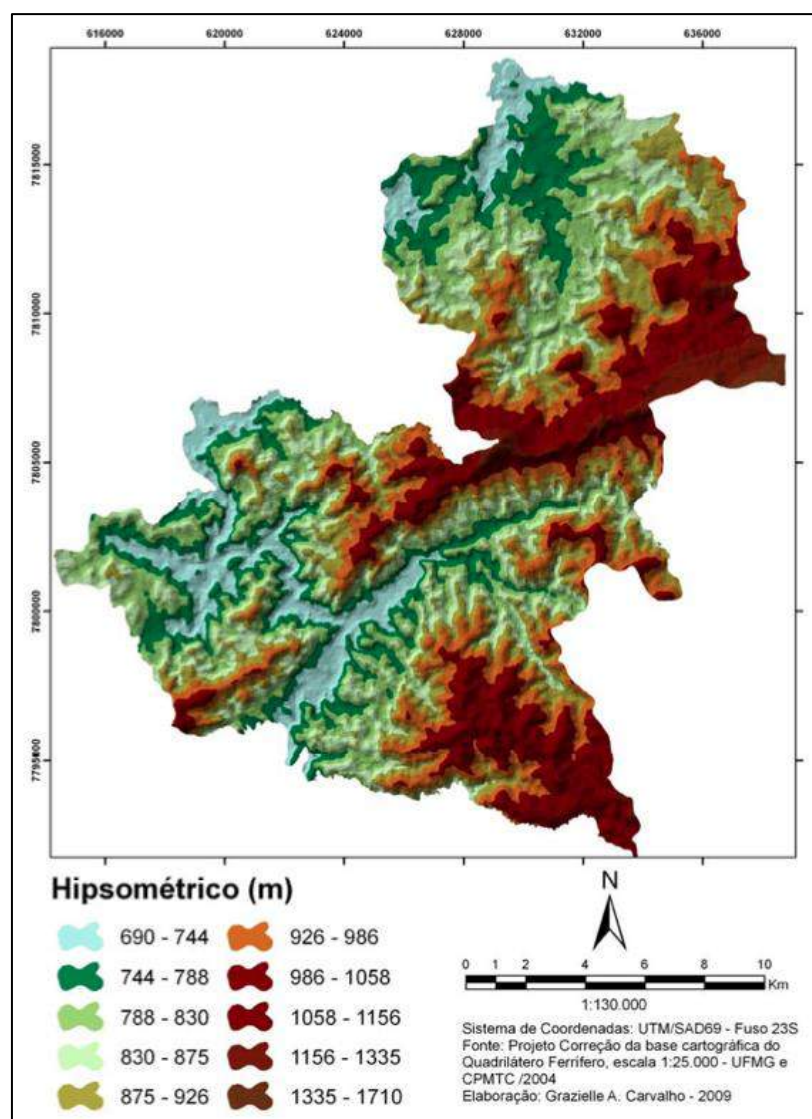 616000 620000 624000 628000 632000 636000
7815000
7810000
7805000
7800000
7795000
Hipsométrico (m)
690 - 744
744 - 788
788 - 830
830 - 875
875 - 926
926 - 986
986 - 1058
1058 - 1156
1156 - 1335
1335 - 1710
N
0 2 4 6 8 10
Km
1:130.000
Sistema de Coordenadas: UTM/SAD69 - Fuso 23S
Fonte: Projeto Correção da base cartográfica do
Quadrilátero Ferrífero, escala 1:25.000 - UFMG e
CPMTC /2004
Elaboração: Grazielle A. Carvalho - 2009